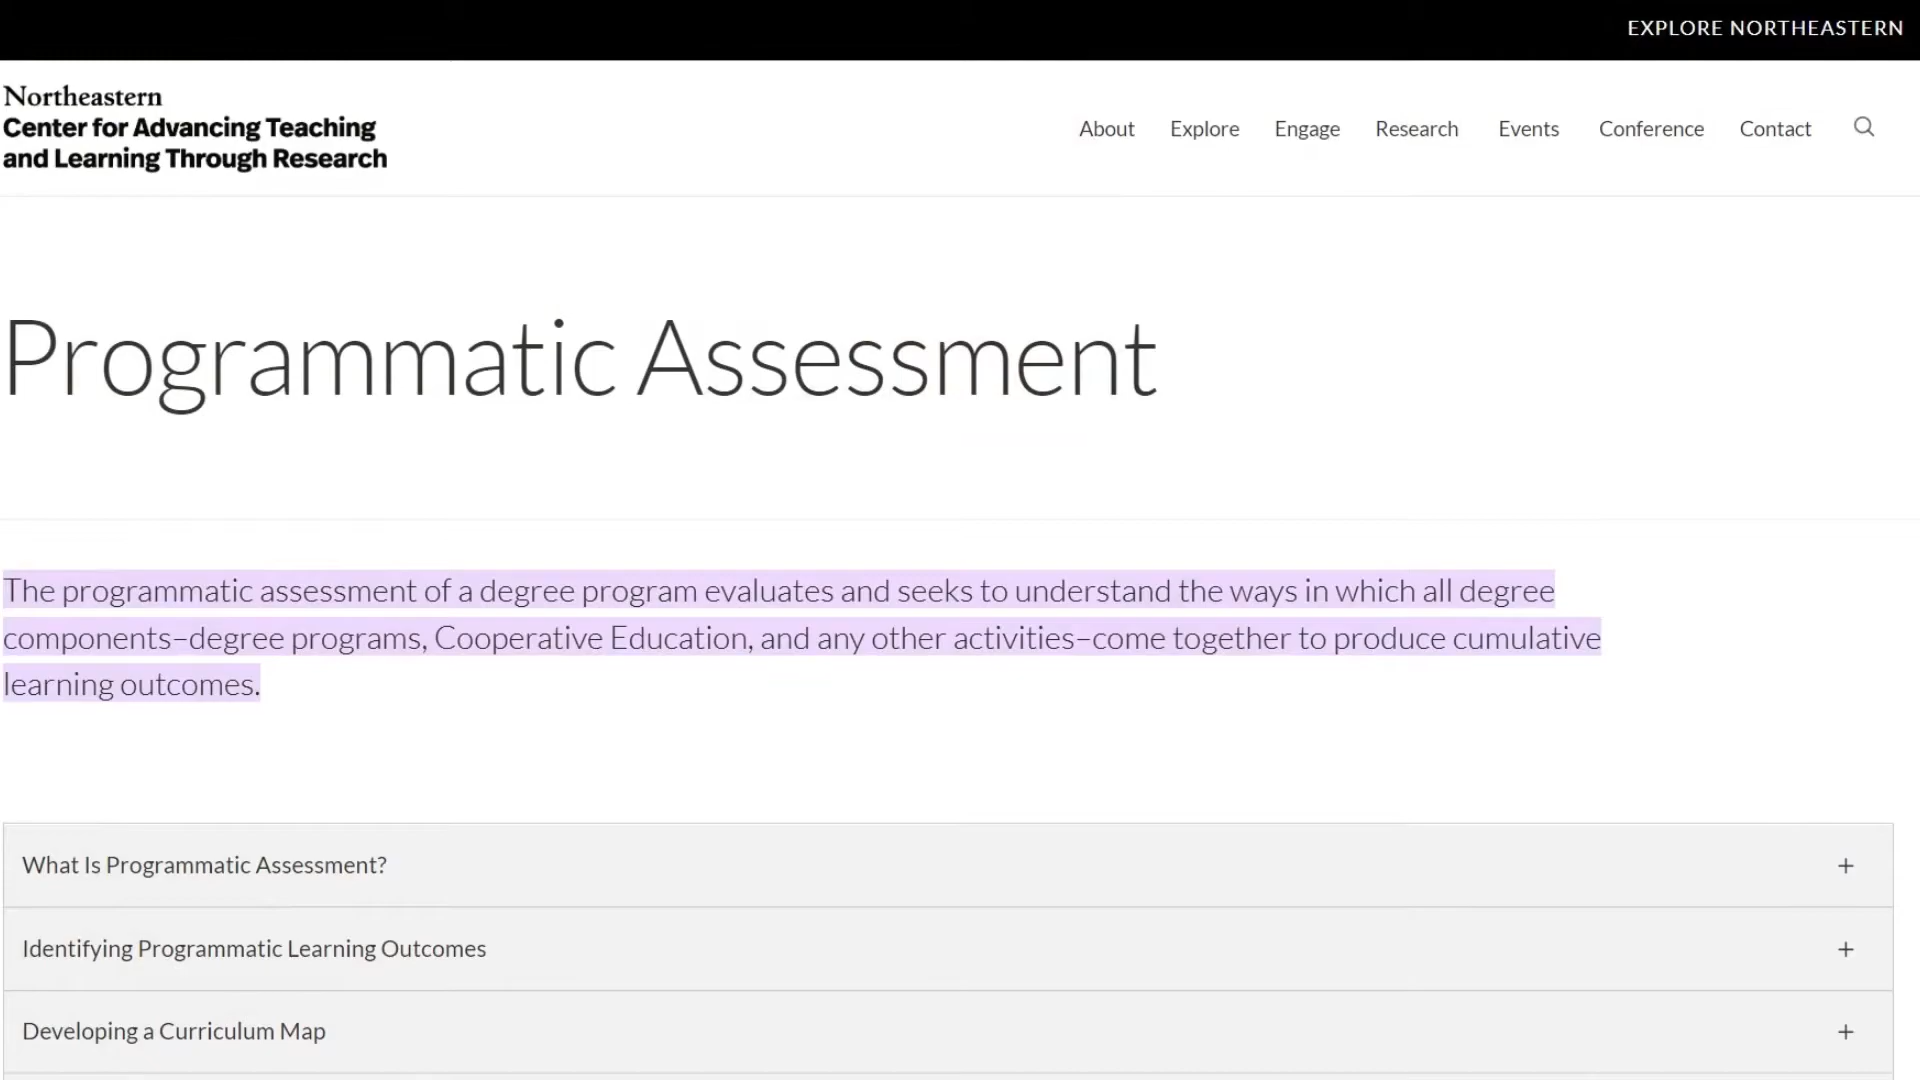 EXPLORE NORTHEASTERN
Northeastern
Center for Advancing Teaching
and Learning Through Research
About Explore Engage Research Events Conference Contact
Programmatic Assessment
The programmatic assessment of a degree program evaluates and seeks to understand the ways in which all degree
components–degree programs, Cooperative Education, and any other activities–come together to produce cumulative
learning outcomes.
What Is Programmatic Assessment? +
Identifying Programmatic Learning Outcomes +
Developing a Curriculum Map +